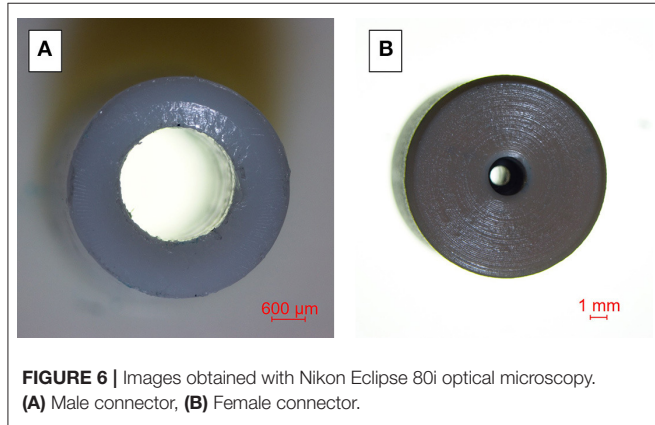 A
B
600 µm
1 mm
FIGURE 6 | Images obtained with Nikon Eclipse 80i optical microscopy.
(A) Male connector, (B) Female connector.